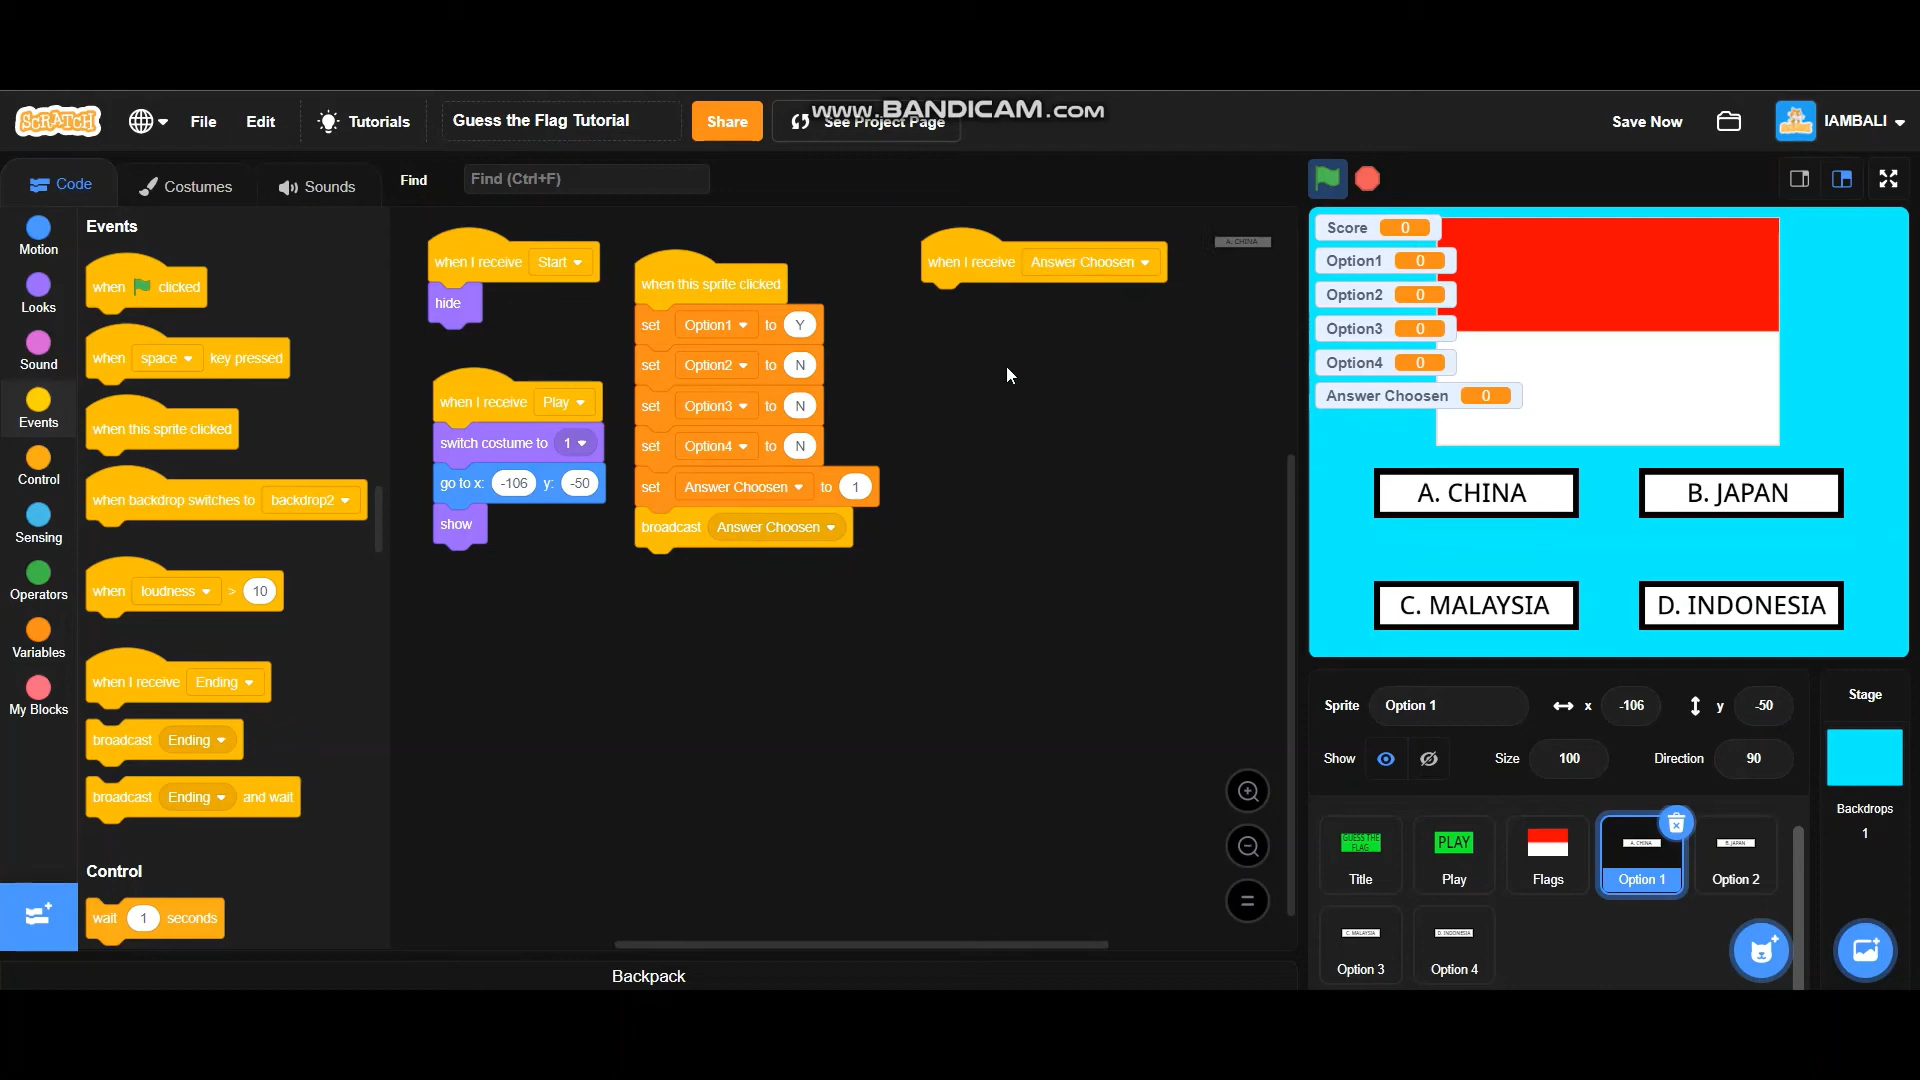 www.BANDICAM.com
SCRATCH File Edit Tutorials Guess the Flag Tutorial Share See Project Page Save Now IAMBALI
Code Costumes Sounds Find Find (Ctrl+F)
Motion
Looks
Sound
Events
Control
Sensing
Operators
Variables
My Blocks
Events
when clicked
when space key pressed
when this sprite clicked
when backdrop switches to backdrop2
when loudness > 10
when I receive Ending
broadcast Ending
broadcast Ending and wait
Control
wait 1 seconds
when I receive Start
hide
when I receive Play
switch costume to 1
go to x: -106 y: -50
show
when this sprite clicked
set Option1 to Y
set Option2 to N
set Option3 to N
set Option4 to N
set Answer Choosen to 1
broadcast Answer Choosen
when I receive Answer Choosen
A. CHINA
Backpack
Score 0
Option1 0
Option2 0
Option3 0
Option4 0
Answer Choosen 0
A. CHINA B. JAPAN
C. MALAYSIA D. INDONESIA
Sprite Option 1 x -106 y -50
Show Size 100 Direction 90
GUESS THE FLAG
Title
PLAY
Play
Flags
A. CHINA
Option 1
B. JAPAN
Option 2
C. MALAYSIA
Option 3
D. INDONESIA
Option 4
Stage
Backdrops
1